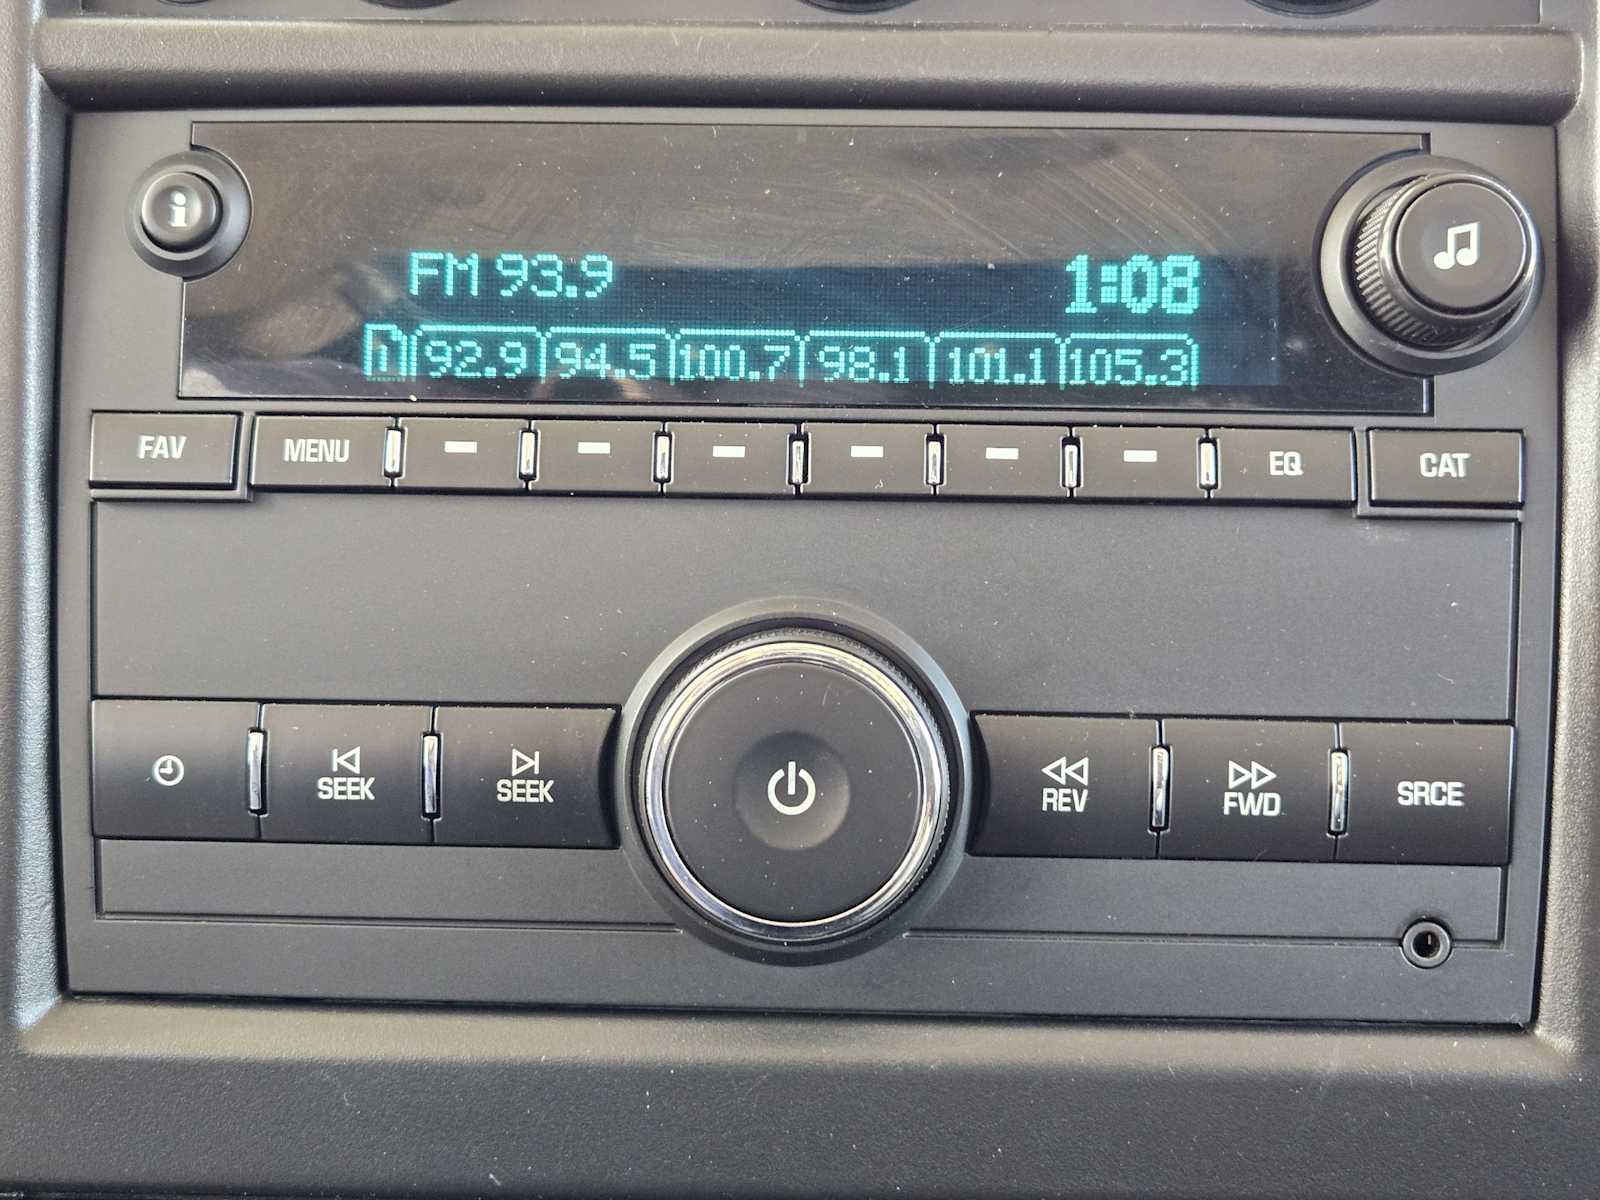 i
FM 93.9 1:08
1 92.9 94.5 100.7 98.1 101.1 105.3
FAV MENU EQ CAT
SEEK SEEK REV FWD SRCE